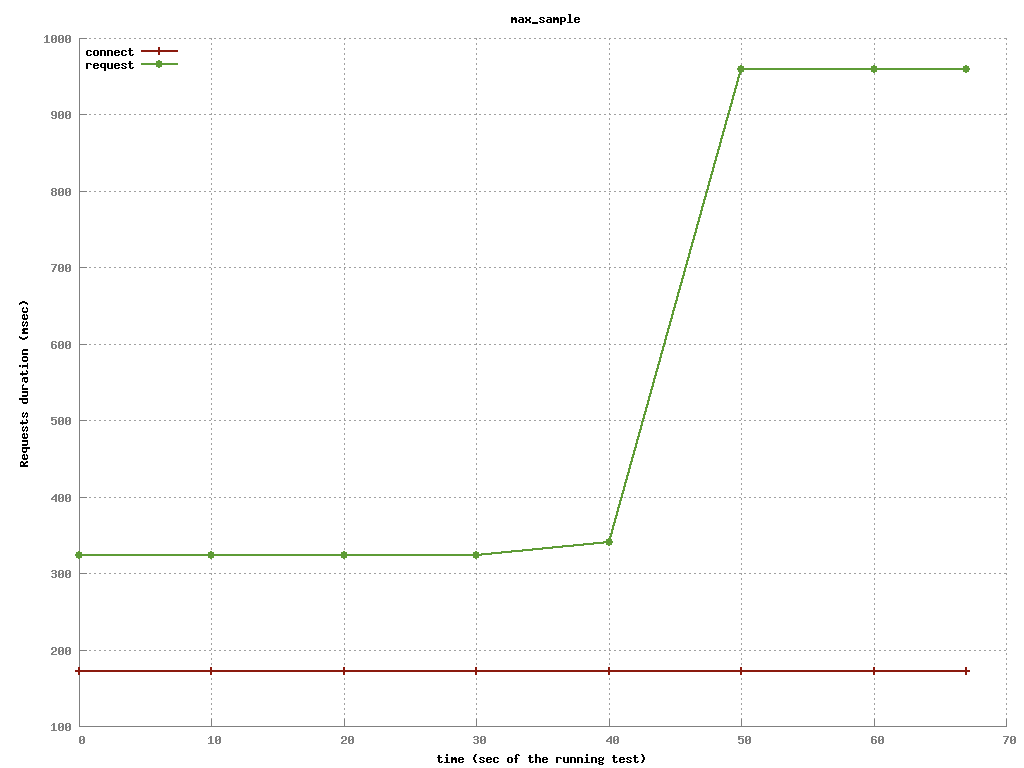 max_sample
1000
connect
request
900
800
700
600
500
400
300
200
100
Requests duration (msec)
0 10 20 30 40 50 60 70
time (sec of the running test)